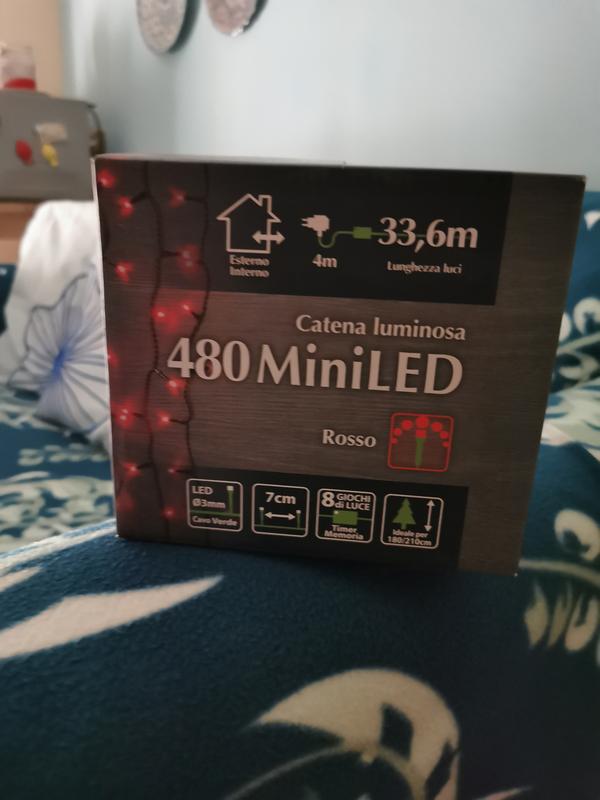 33,6m
Esterno
Interno
4m
Lunghezza luci
Catena luminosa
480 MiniLED
Rosso
LED
Ø3mm
Cavo Verde
7cm
8 GIOCHI
di LUCE
Timer
Memoria
Ideale per
180/210cm